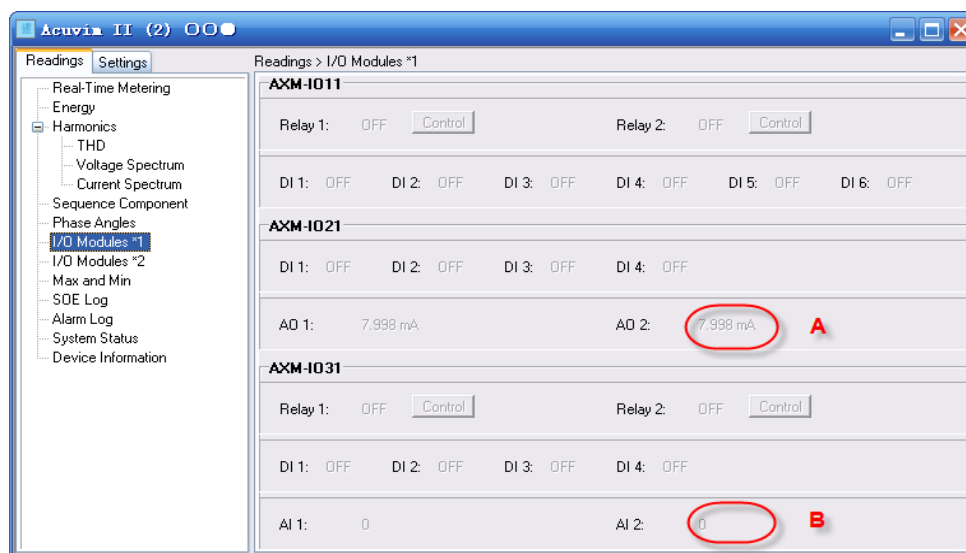 Acuvim II (2)
Readings Settings
Readings > I/O Modules *1
Real-Time Metering
Energy
Harmonics
THD
Voltage Spectrum
Current Spectrum
Sequence Component
Phase Angles
I/O Modules *1
I/O Modules *2
Max and Min
SOE Log
Alarm Log
System Status
Device Information
AXM-IO11
Relay 1: OFF Control Relay 2: OFF Control
DI 1: OFF DI 2: OFF DI 3: OFF DI 4: OFF DI 5: OFF DI 6: OFF
AXM-IO21
DI 1: OFF DI 2: OFF DI 3: OFF DI 4: OFF
AO 1: 7.998 mA AO 2: 7.998 mA A
AXM-IO31
Relay 1: OFF Control Relay 2: OFF Control
DI 1: OFF DI 2: OFF DI 3: OFF DI 4: OFF
AI 1: 0 AI 2: 0 B